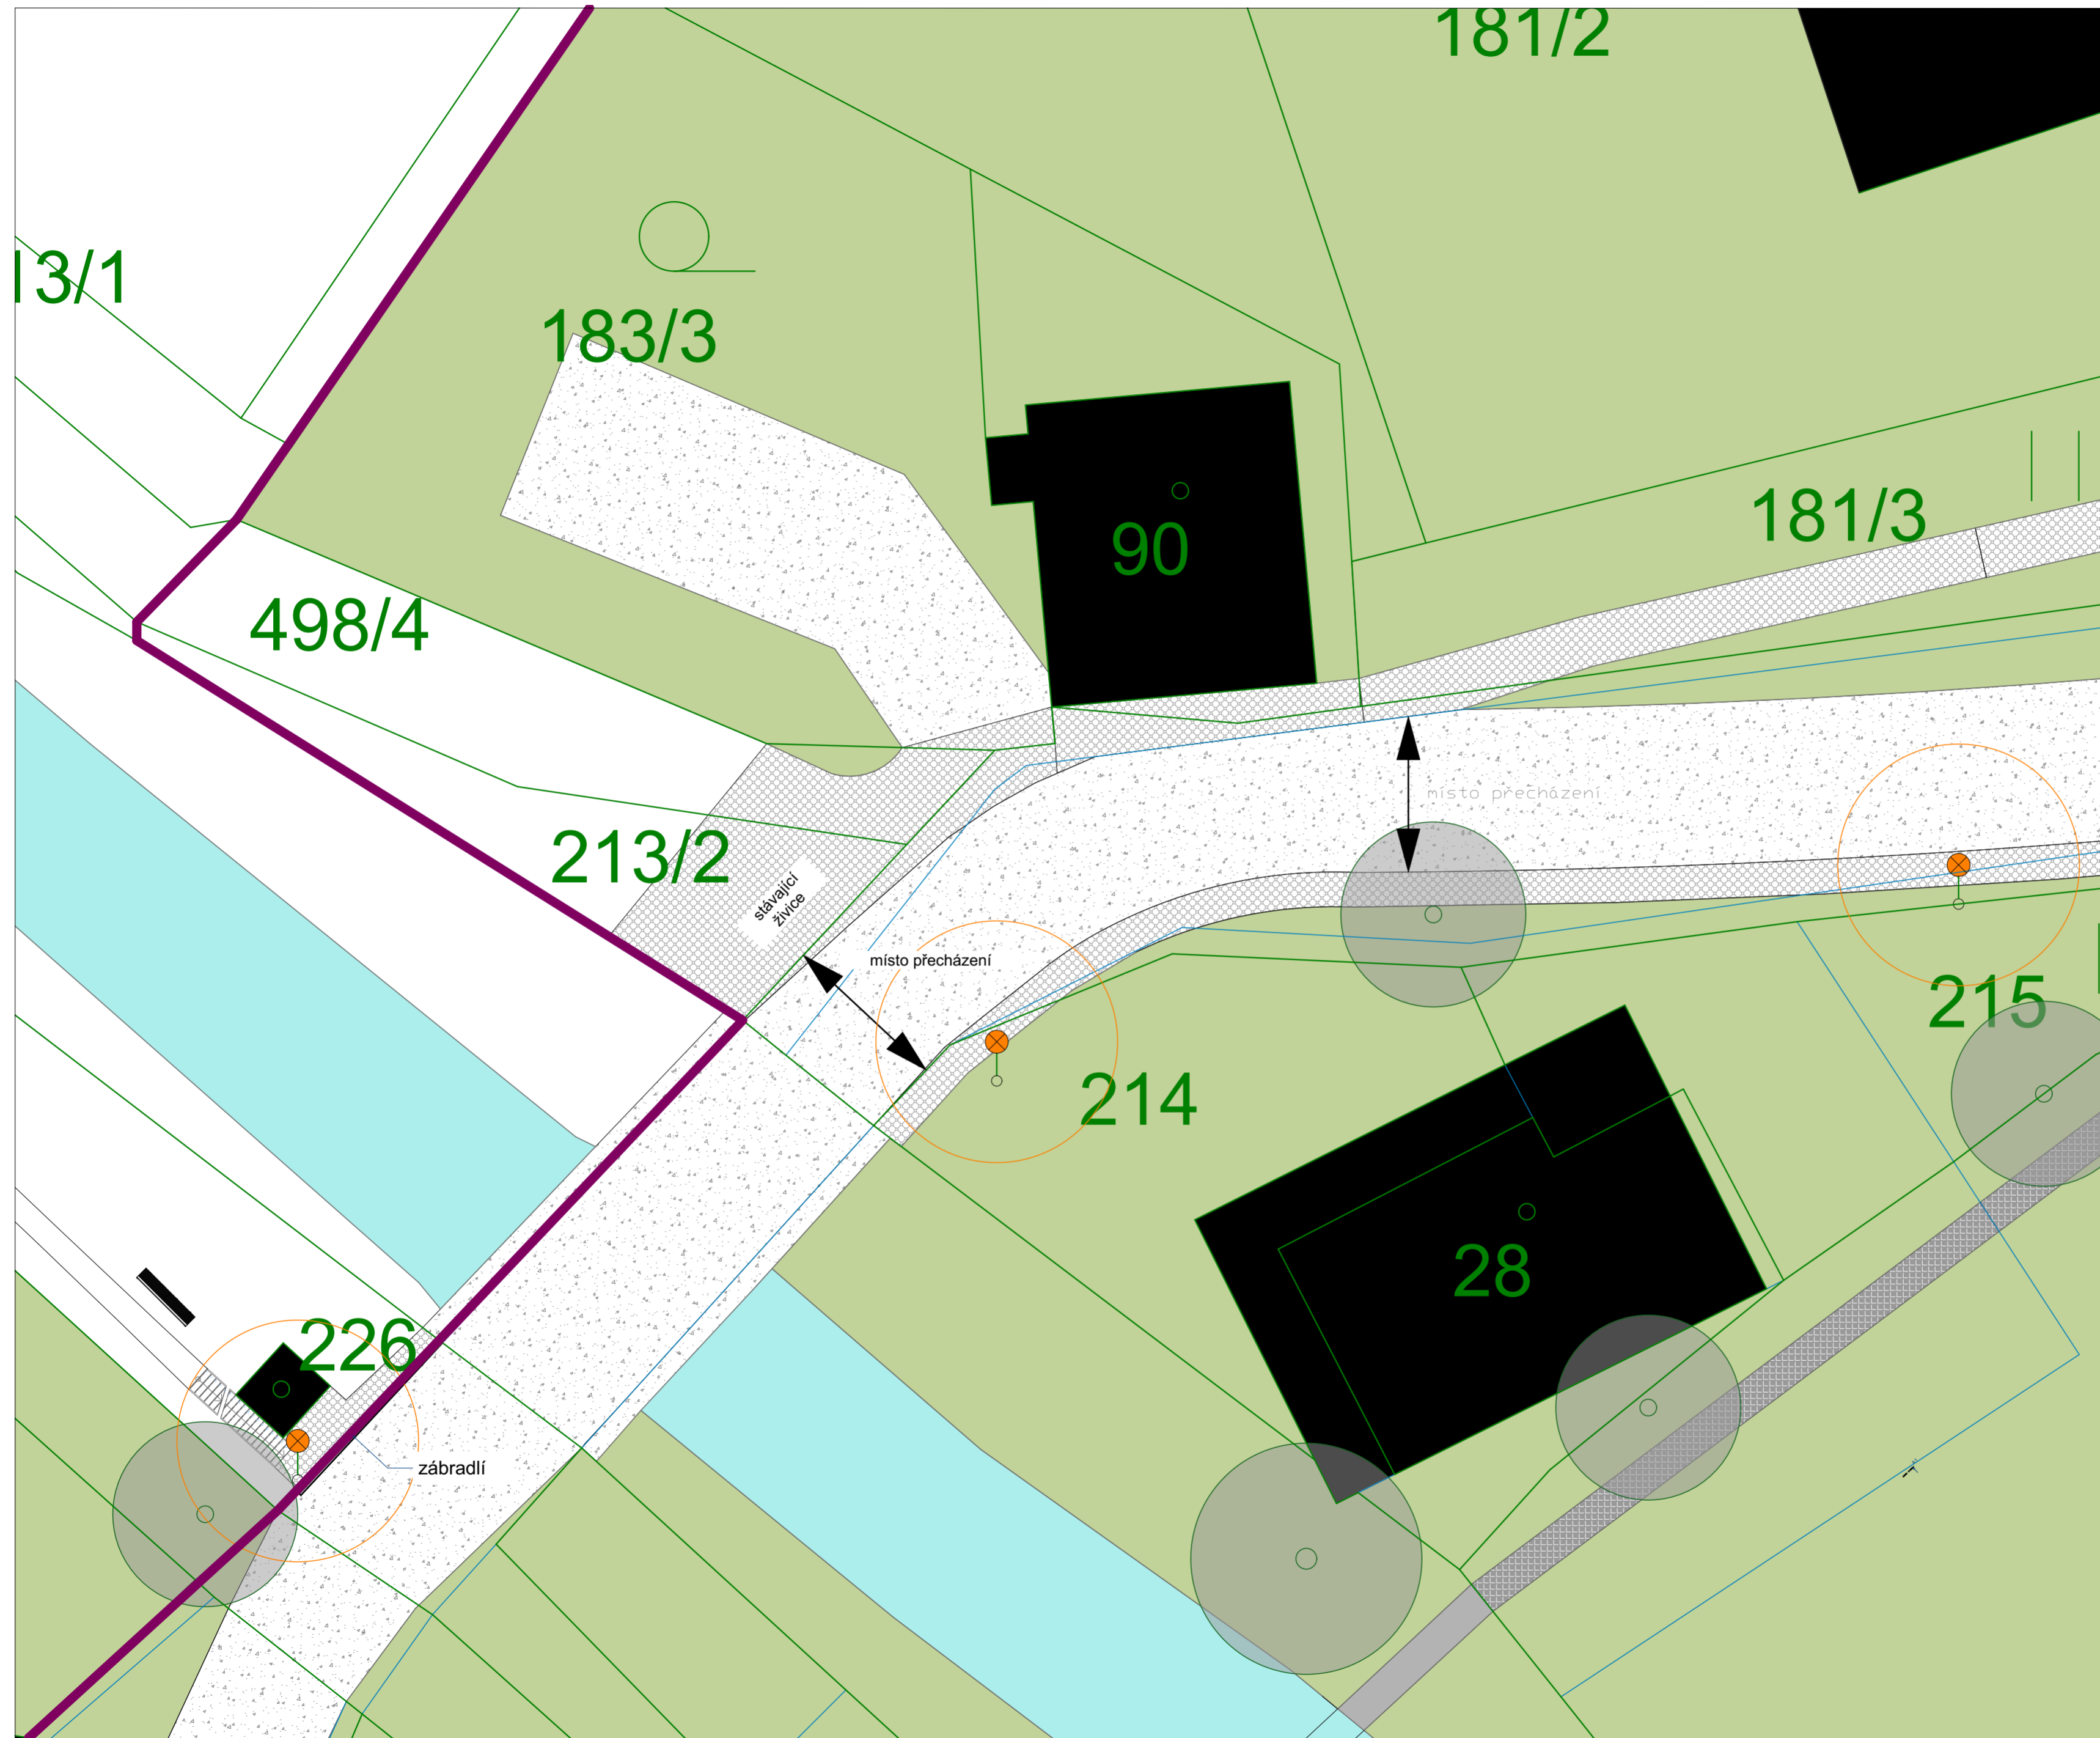 181/2
13/1
183/3
181/3
90
498/4
místo přecházení
213/2
stávající
živice
místo přecházení
215
214
28
226
zábradlí